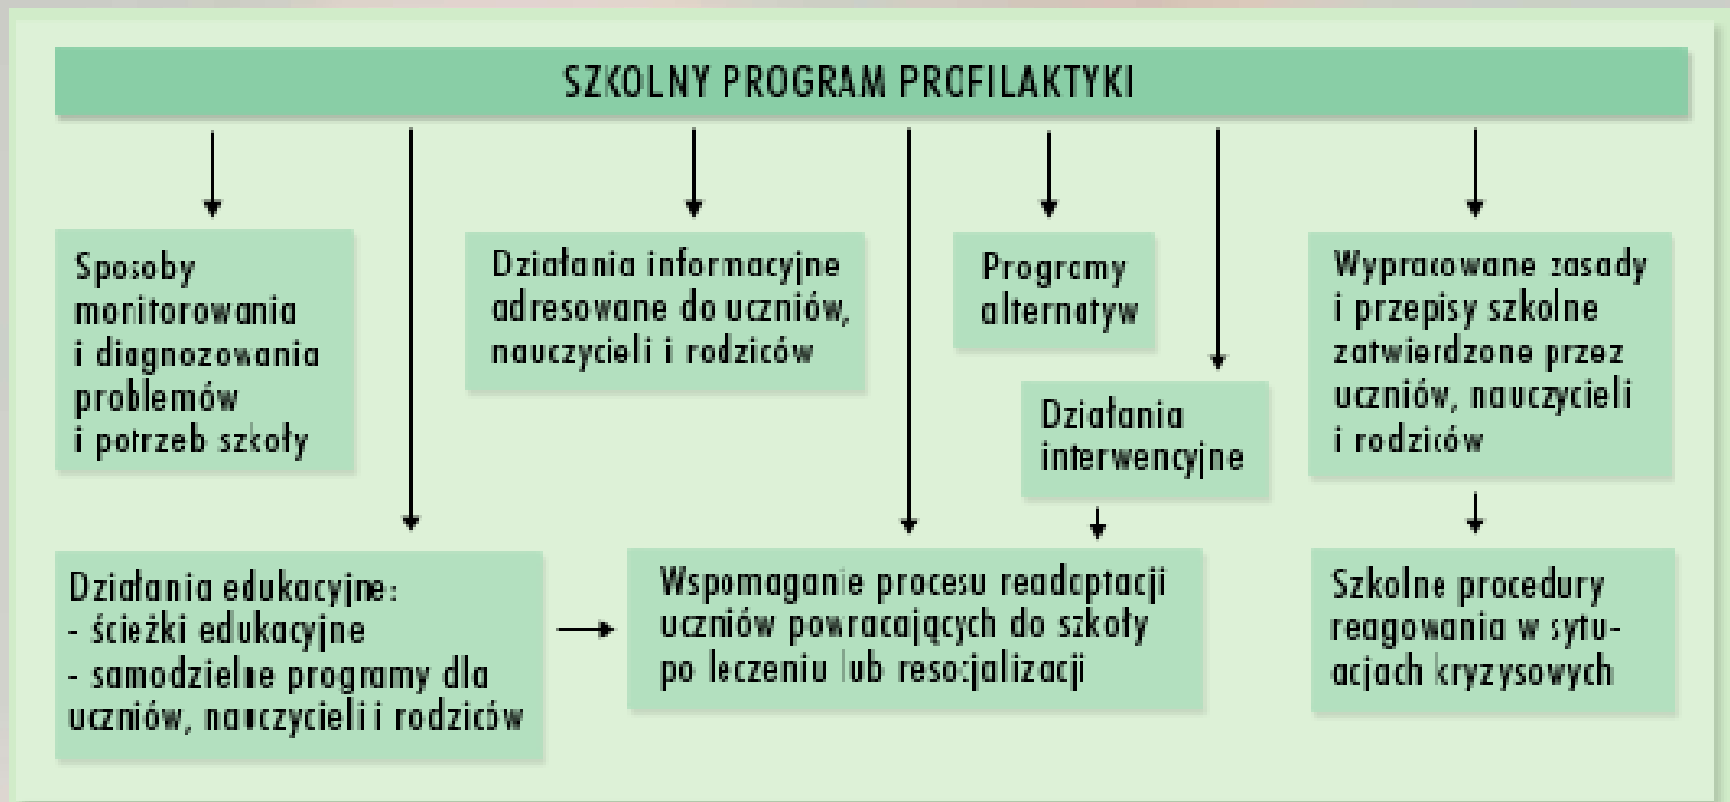 SZKOLNY PROGRAM PROFILAKTYKI
Sposoby
monitorowania
i diagnozowania
problemów
i potrzeb szkoły
Działania informacyjne
adresowane do uczniów,
nauczycieli i rodziców
Programy
alternatyw
Działania
interwencyjne
Wypracowane zasady
i przepisy szkolne
zatwierdzone przez
uczniów, nauczycieli
i rodziców
Działania edukacyjne:
- ścieżki edukacyjne
- samodzielne programy dla
uczniów, nauczycieli i rodziców
Wspomaganie procesu readaptacji
uczniów powracających do szkoły
po leczeniu lub resocjalizacji
Szkolne procedury
reagowania w sytu-
acjach kryzysowych